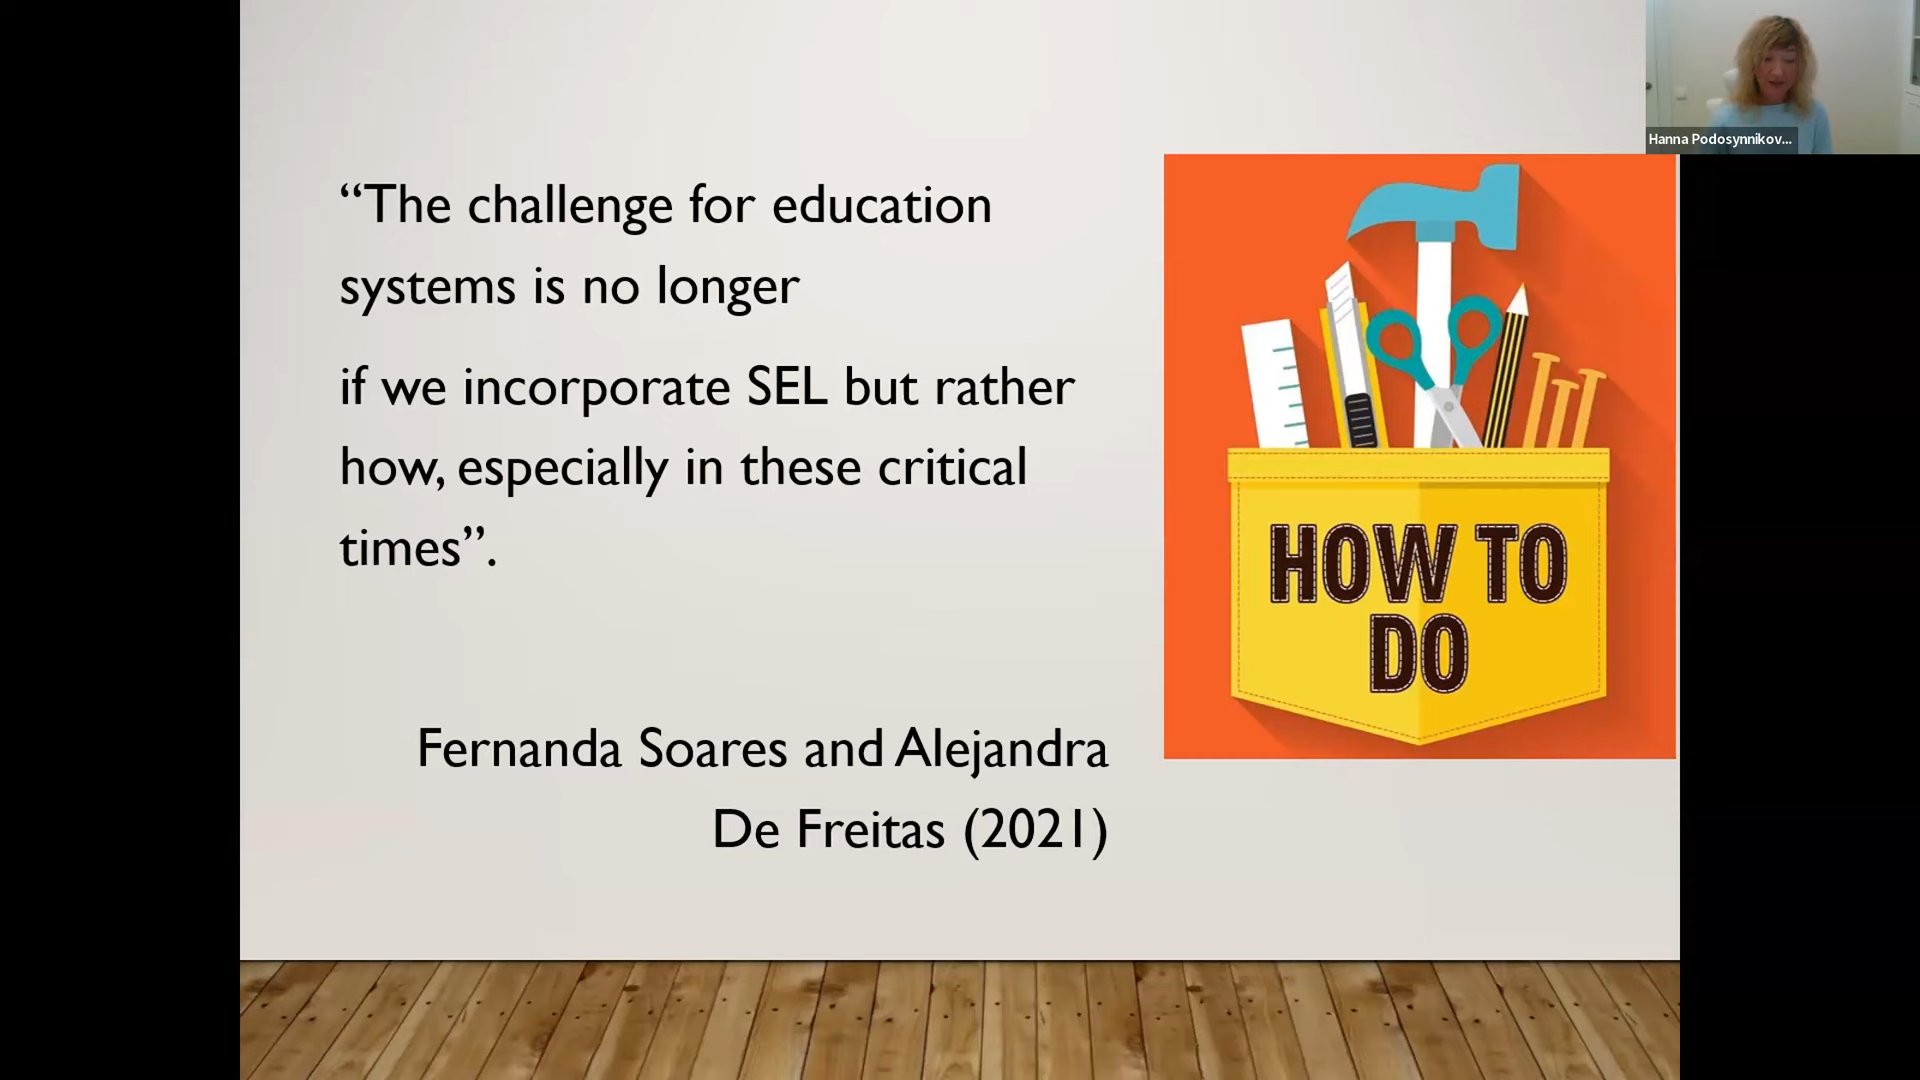 “The challenge for education
systems is no longer
if we incorporate SEL but rather
how, especially in these critical
times”.
Fernanda Soares and Alejandra
De Freitas (2021)
HOW TO
DO
Hanna Podosynnikov...